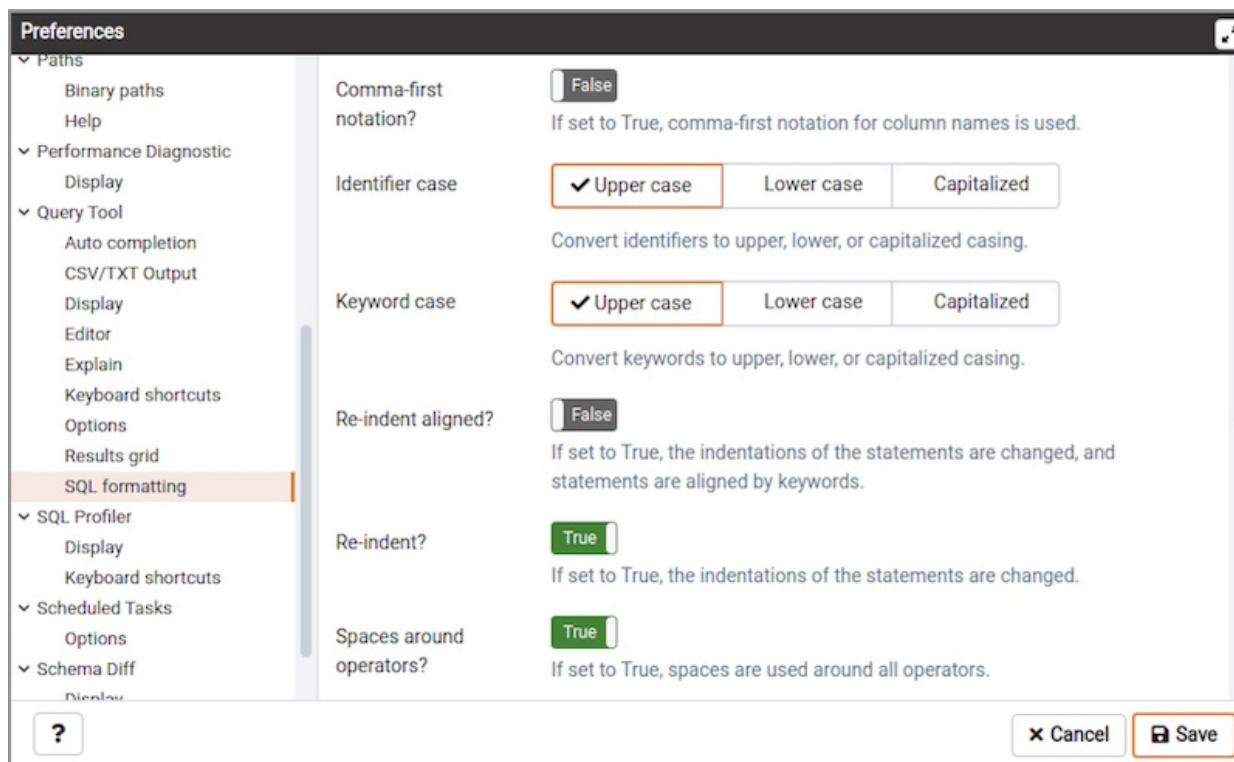 Preferences
Paths
Binary paths
Help
Performance Diagnostic
Display
Query Tool
Auto completion
CSV/TXT Output
Display
Editor
Explain
Keyboard shortcuts
Options
Results grid
SQL formatting
SQL Profiler
Display
Keyboard shortcuts
Scheduled Tasks
Options
Schema Diff
Display
Comma-first
notation?
False
If set to True, comma-first notation for column names is used.
Identifier case
Upper case Lower case Capitalized
Convert identifiers to upper, lower, or capitalized casing.
Keyword case
Upper case Lower case Capitalized
Convert keywords to upper, lower, or capitalized casing.
Re-indent aligned?
False
If set to True, the indentations of the statements are changed, and
statements are aligned by keywords.
Re-indent?
True
If set to True, the indentations of the statements are changed.
Spaces around
operators?
True
If set to True, spaces are used around all operators.
?
Cancel
Save